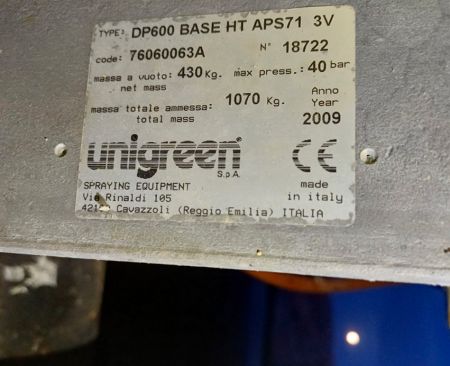 TYPE: DP600 BASE HT APS71 3V
code: 76060063A N° 18722
massa a vuoto: 430 Kg. max press.: 40 bar
net mass
massa totale ammessa: 1070 Kg. Anno
total mass Year
2009
unigreen S.p.A. CE
SPRAYING EQUIPMENT made
Via Rinaldi 105 in italy
Cavazzoli (Reggio Emilia) ITALIA